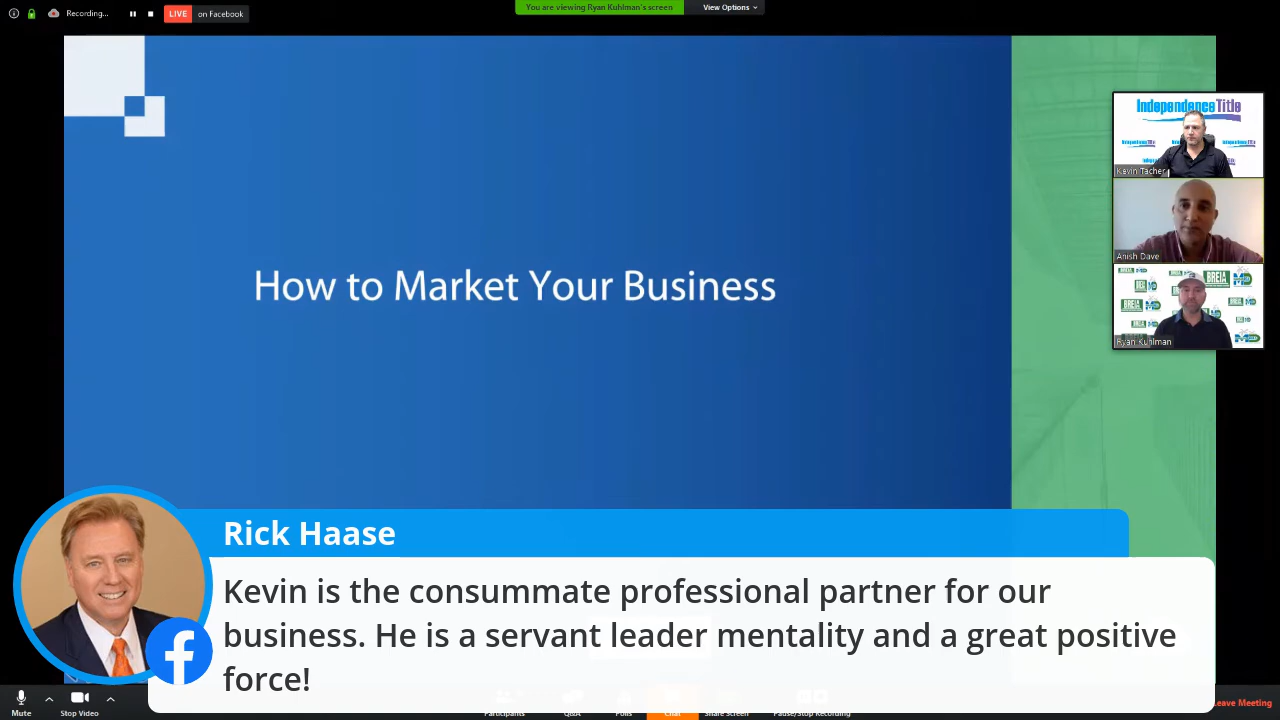 Recording...
LIVE on Facebook
You are viewing Ryan Kuhlman's screen
View Options
How to Market Your Business
Independence Title
Kevin Tacher
Anish Dave
BREIA
Ryan Kuhlman
Rick Haase
Kevin is the consummate professional partner for our
business. He is a servant leader mentality and a great positive
force!
Mute
Stop Video
Participants
Q&A
Polls
Chat
Share Screen
Pause/Stop Recording
Leave Meeting